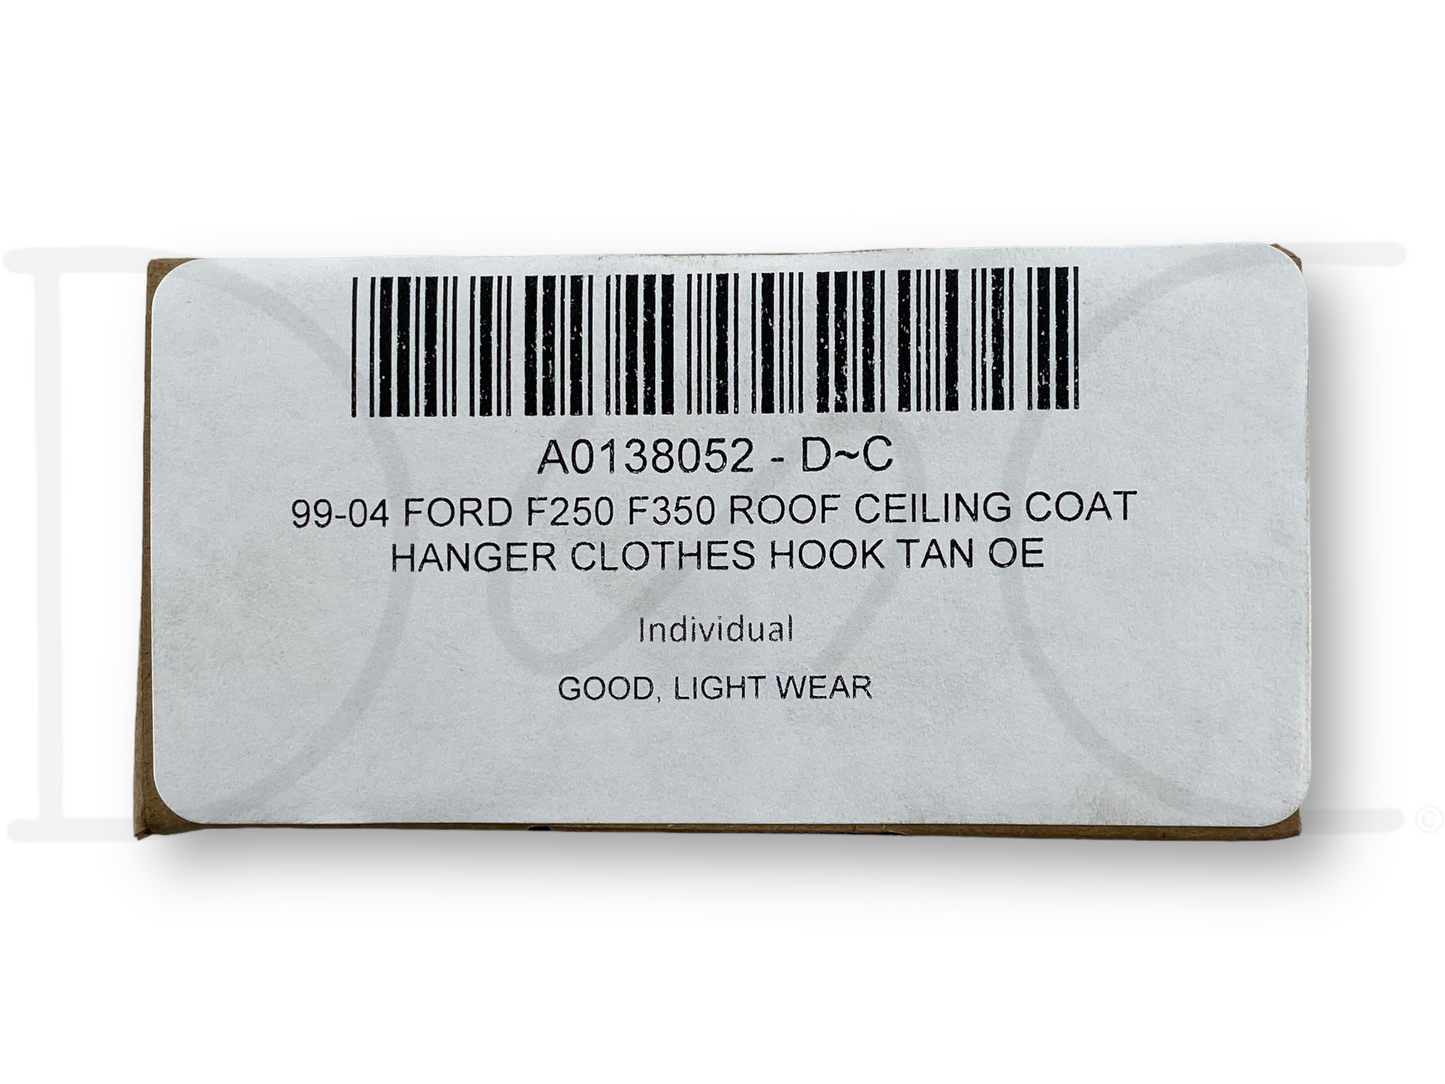 A0138052 - D~C
99-04 FORD F250 F350 ROOF CEILING COAT
HANGER CLOTHES HOOK TAN OE
Individual
GOOD, LIGHT WEAR